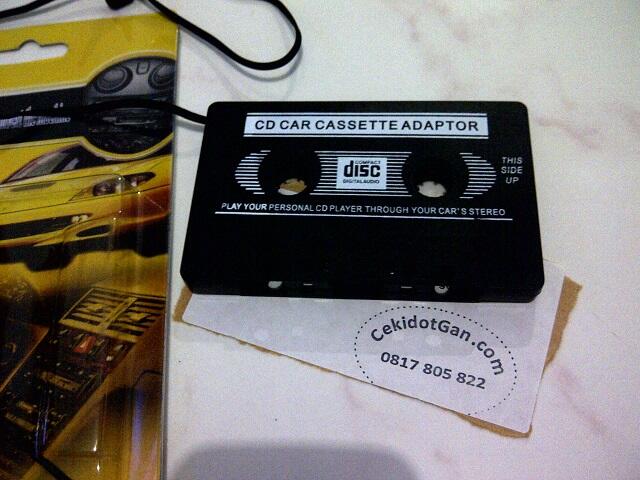 CD CAR CASSETTE ADAPTOR
COMPACT
disc
DIGITAL AUDIO
THIS
SIDE
UP
PLAY YOUR PERSONAL CD PLAYER THROUGH YOUR CAR'S STEREO
CekidotGan.com
0817 805 822